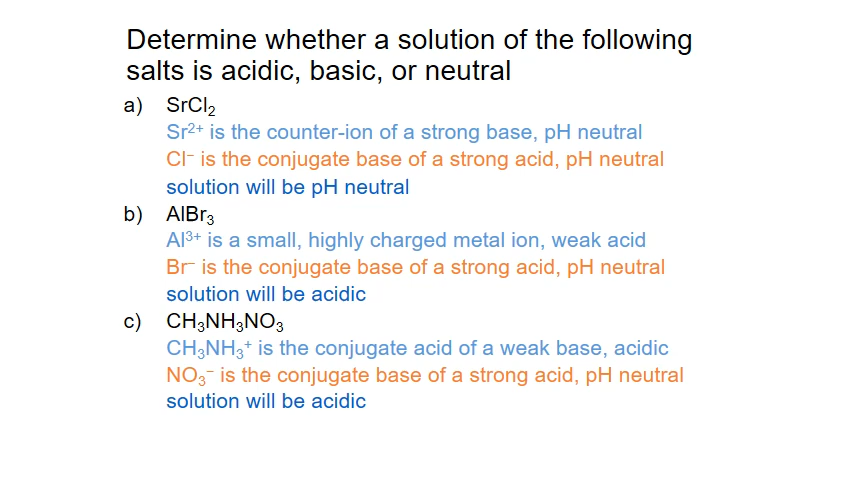 Determine whether a solution of the following
salts is acidic, basic, or neutral
a) SrCl₂
Sr²⁺ is the counter-ion of a strong base, pH neutral
Cl⁻ is the conjugate base of a strong acid, pH neutral
solution will be pH neutral
b) AlBr₃
Al³⁺ is a small, highly charged metal ion, weak acid
Br⁻ is the conjugate base of a strong acid, pH neutral
solution will be acidic
c) CH₃NH₃NO₃
CH₃NH₃⁺ is the conjugate acid of a weak base, acidic
NO₃⁻ is the conjugate base of a strong acid, pH neutral
solution will be acidic